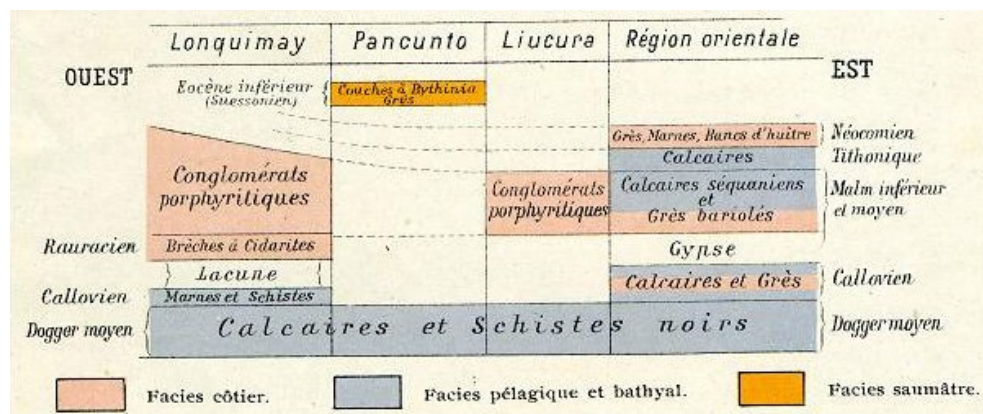 Lonquimay Pancunto Liucura Région orientale
OUEST
EST
Eocène inférieur
(Suessonien)
Couches à Bythinia
Grès
Grès, Marnes, Bancs d'huître
Néocomien
Calcaires
Tithonique
Conglomérats
porphyritiques
Conglomérats
porphyritiques
Calcaires séquaniens
et
Grès bariolés
Malm inférieur
et moyen
Rauracien
Brèches à Cidarites
Gypse
Lacune
Calcaires et Grès
Callovien
Callovien
Marnes et Schistes
Dogger moyen
Calcaires et Schistes noirs
Dogger moyen
Facies côtier.
Facies pélagique et bathyal.
Facies saumâtre.